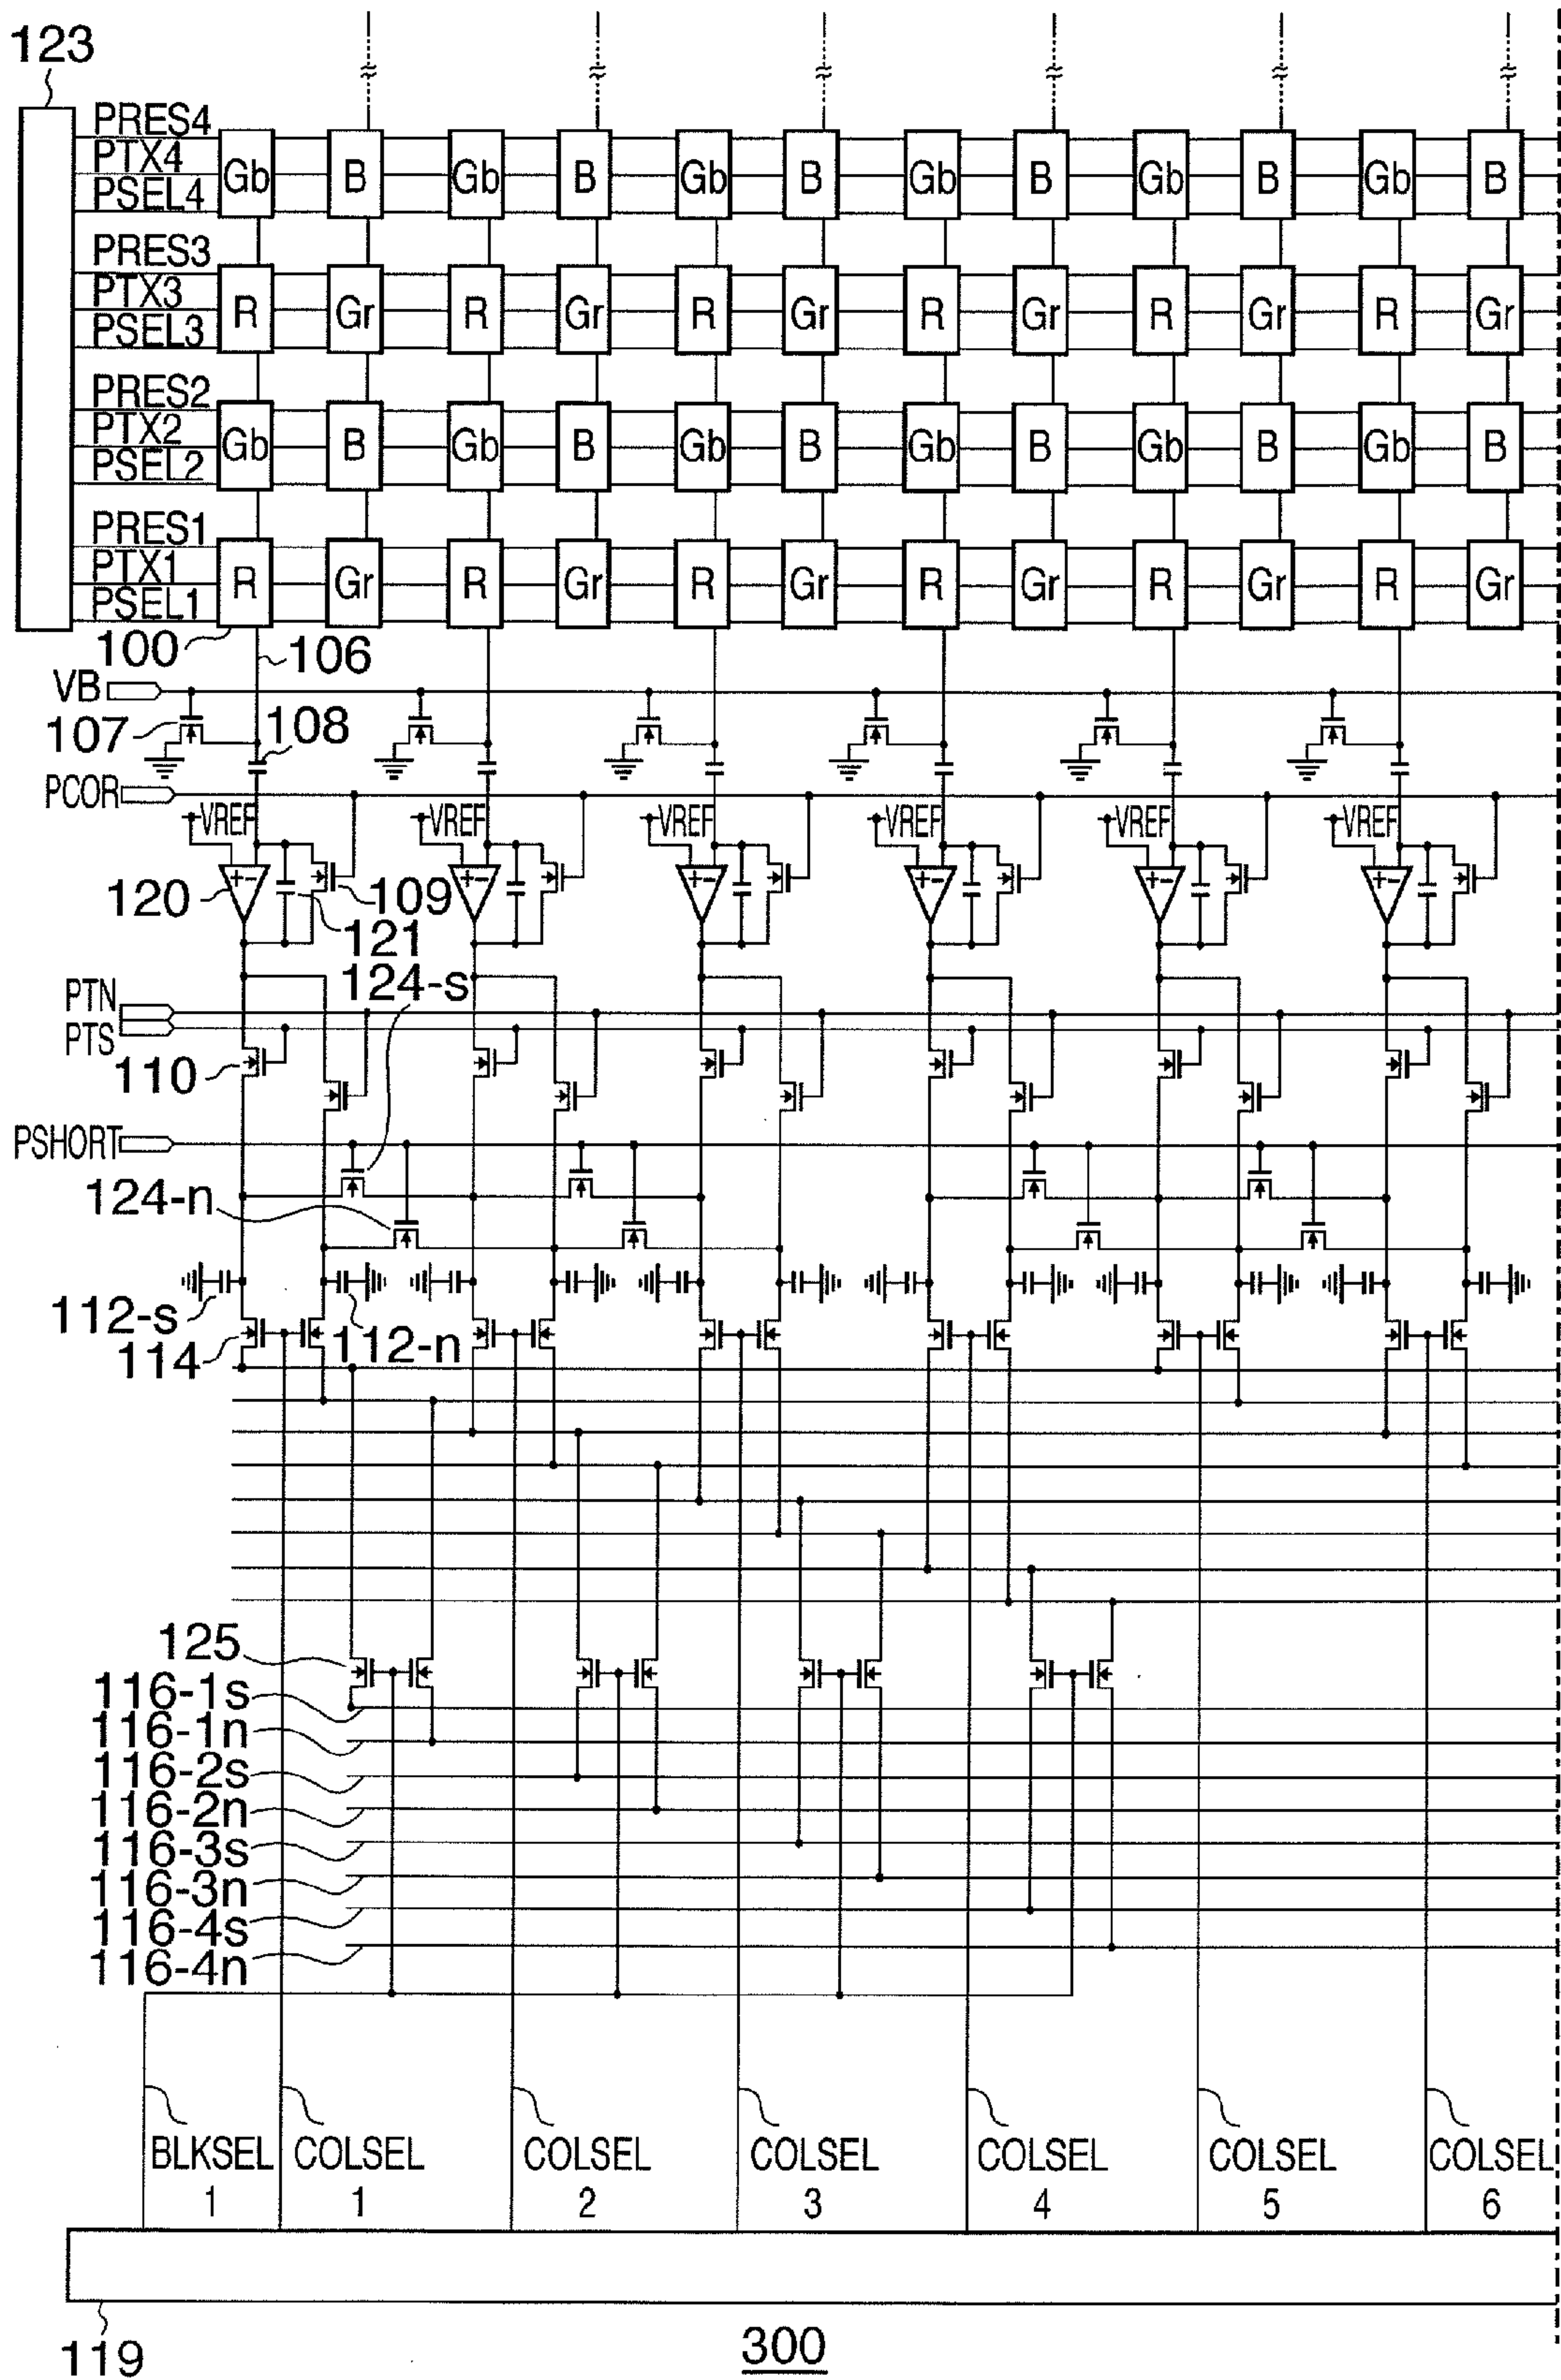 123
PRES4
PTX4
PSEL4
Gb B Gb B Gb B Gb B Gb B Gb B
PRES3
PTX3
PSEL3
R Gr R Gr R Gr R Gr R Gr R Gr
PRES2
PTX2
PSEL2
Gb B Gb B Gb B Gb B Gb B Gb B
PRES1
PTX1
PSEL1
R Gr R Gr R Gr R Gr R Gr R Gr
100 106
VB
107 108
PCOR
VREF VREF VREF VREF VREF VREF
+- +- +- +- +- +-
120 109
121
124-s
PTN
PTS
110
PSHORT
124-n
112-s
114 112-n
125
116-1s
116-1n
116-2s
116-2n
116-3s
116-3n
116-4s
116-4n
BLKSEL COLSEL COLSEL COLSEL COLSEL COLSEL COLSEL
1 1 2 3 4 5 6
119
300